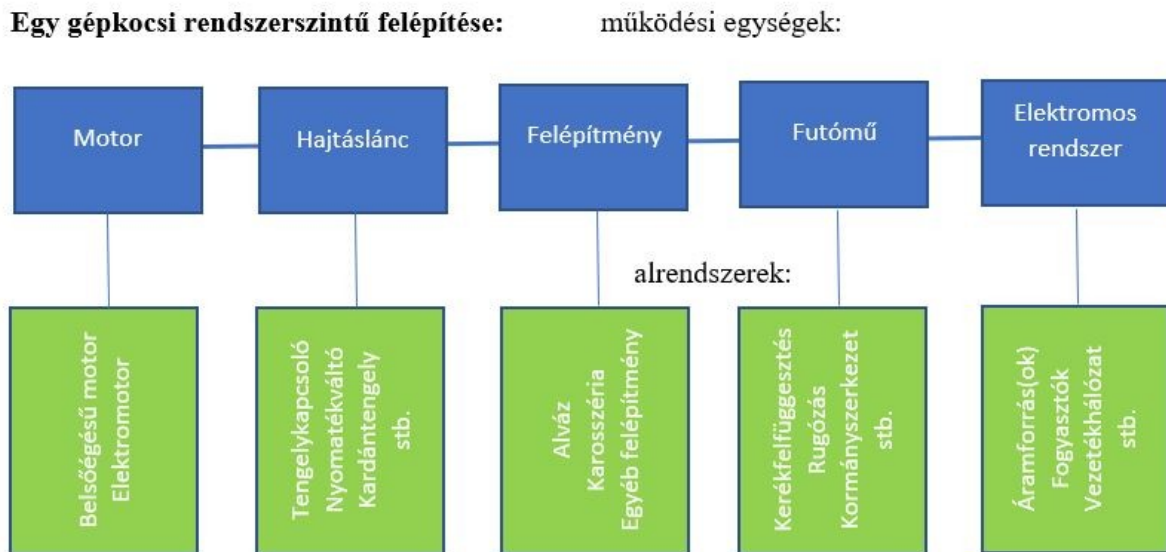 Egy gépkocsi rendszerszintű felépítése: működési egységek:
Motor
Hajtáslánc
Felépítmény
Futómű
Elektromos
rendszer
alrendszerek:
Belsőégésű motor
Elektromotor
Tengelykapcsoló
Nyomatékváltó
Kardántengely
stb.
Alváz
Karosszéria
Egyéb felépítmény
Kerékfelfüggesztés
Rugózás
Kormányszerkezet
stb.
Áramforrás(ok)
Fogyasztók
Vezetékhálózat
stb.